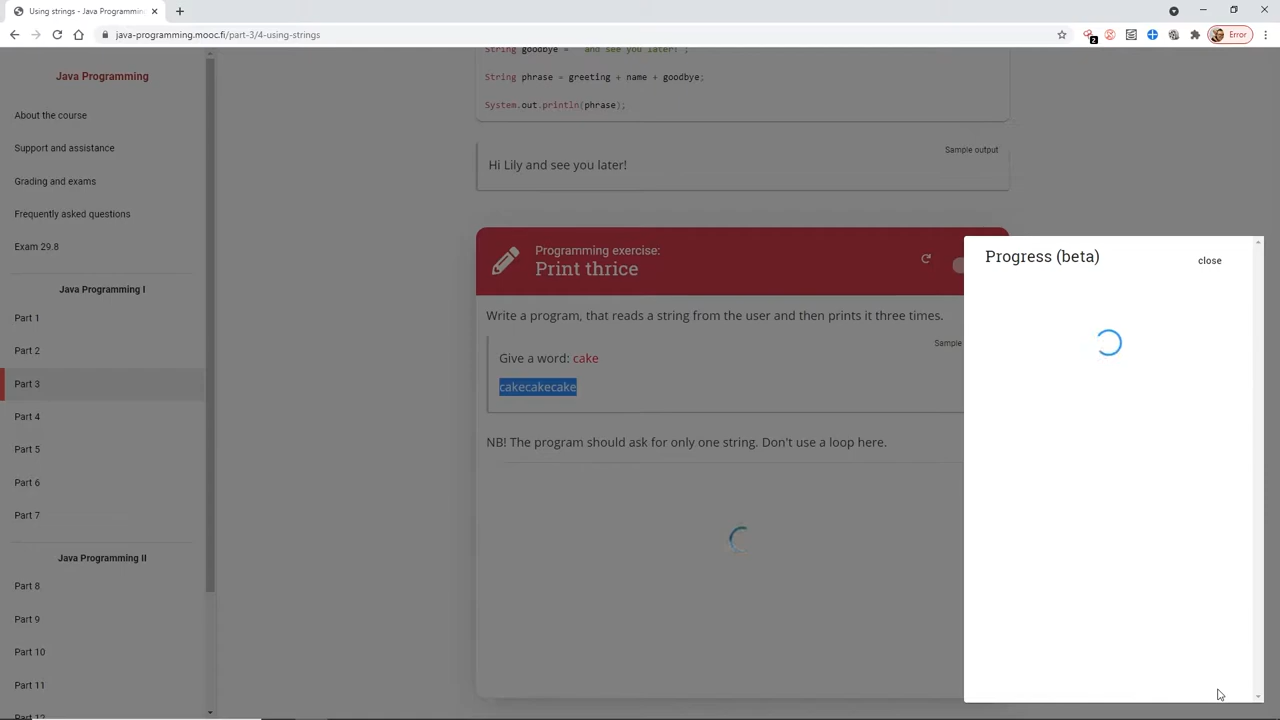 Using strings - Java Programmin
java-programming.mooc.fi/part-3/4-using-strings
2
Error
Java Programming
About the course
Support and assistance
Grading and exams
Frequently asked questions
Exam 29.8
Java Programming I
Part 1
Part 2
Part 3
Part 4
Part 5
Part 6
Part 7
Java Programming II
Part 8
Part 9
Part 10
Part 11
Part 12
String goodbye = " and see you later!";
String phrase = greeting + name + goodbye;
System.out.println(phrase);
Sample output
Hi Lily and see you later!
Programming exercise:
Print thrice
Write a program, that reads a string from the user and then prints it three times.
Sample
Give a word: cake
cakecakecake
NB! The program should ask for only one string. Don't use a loop here.
Progress (beta)
close